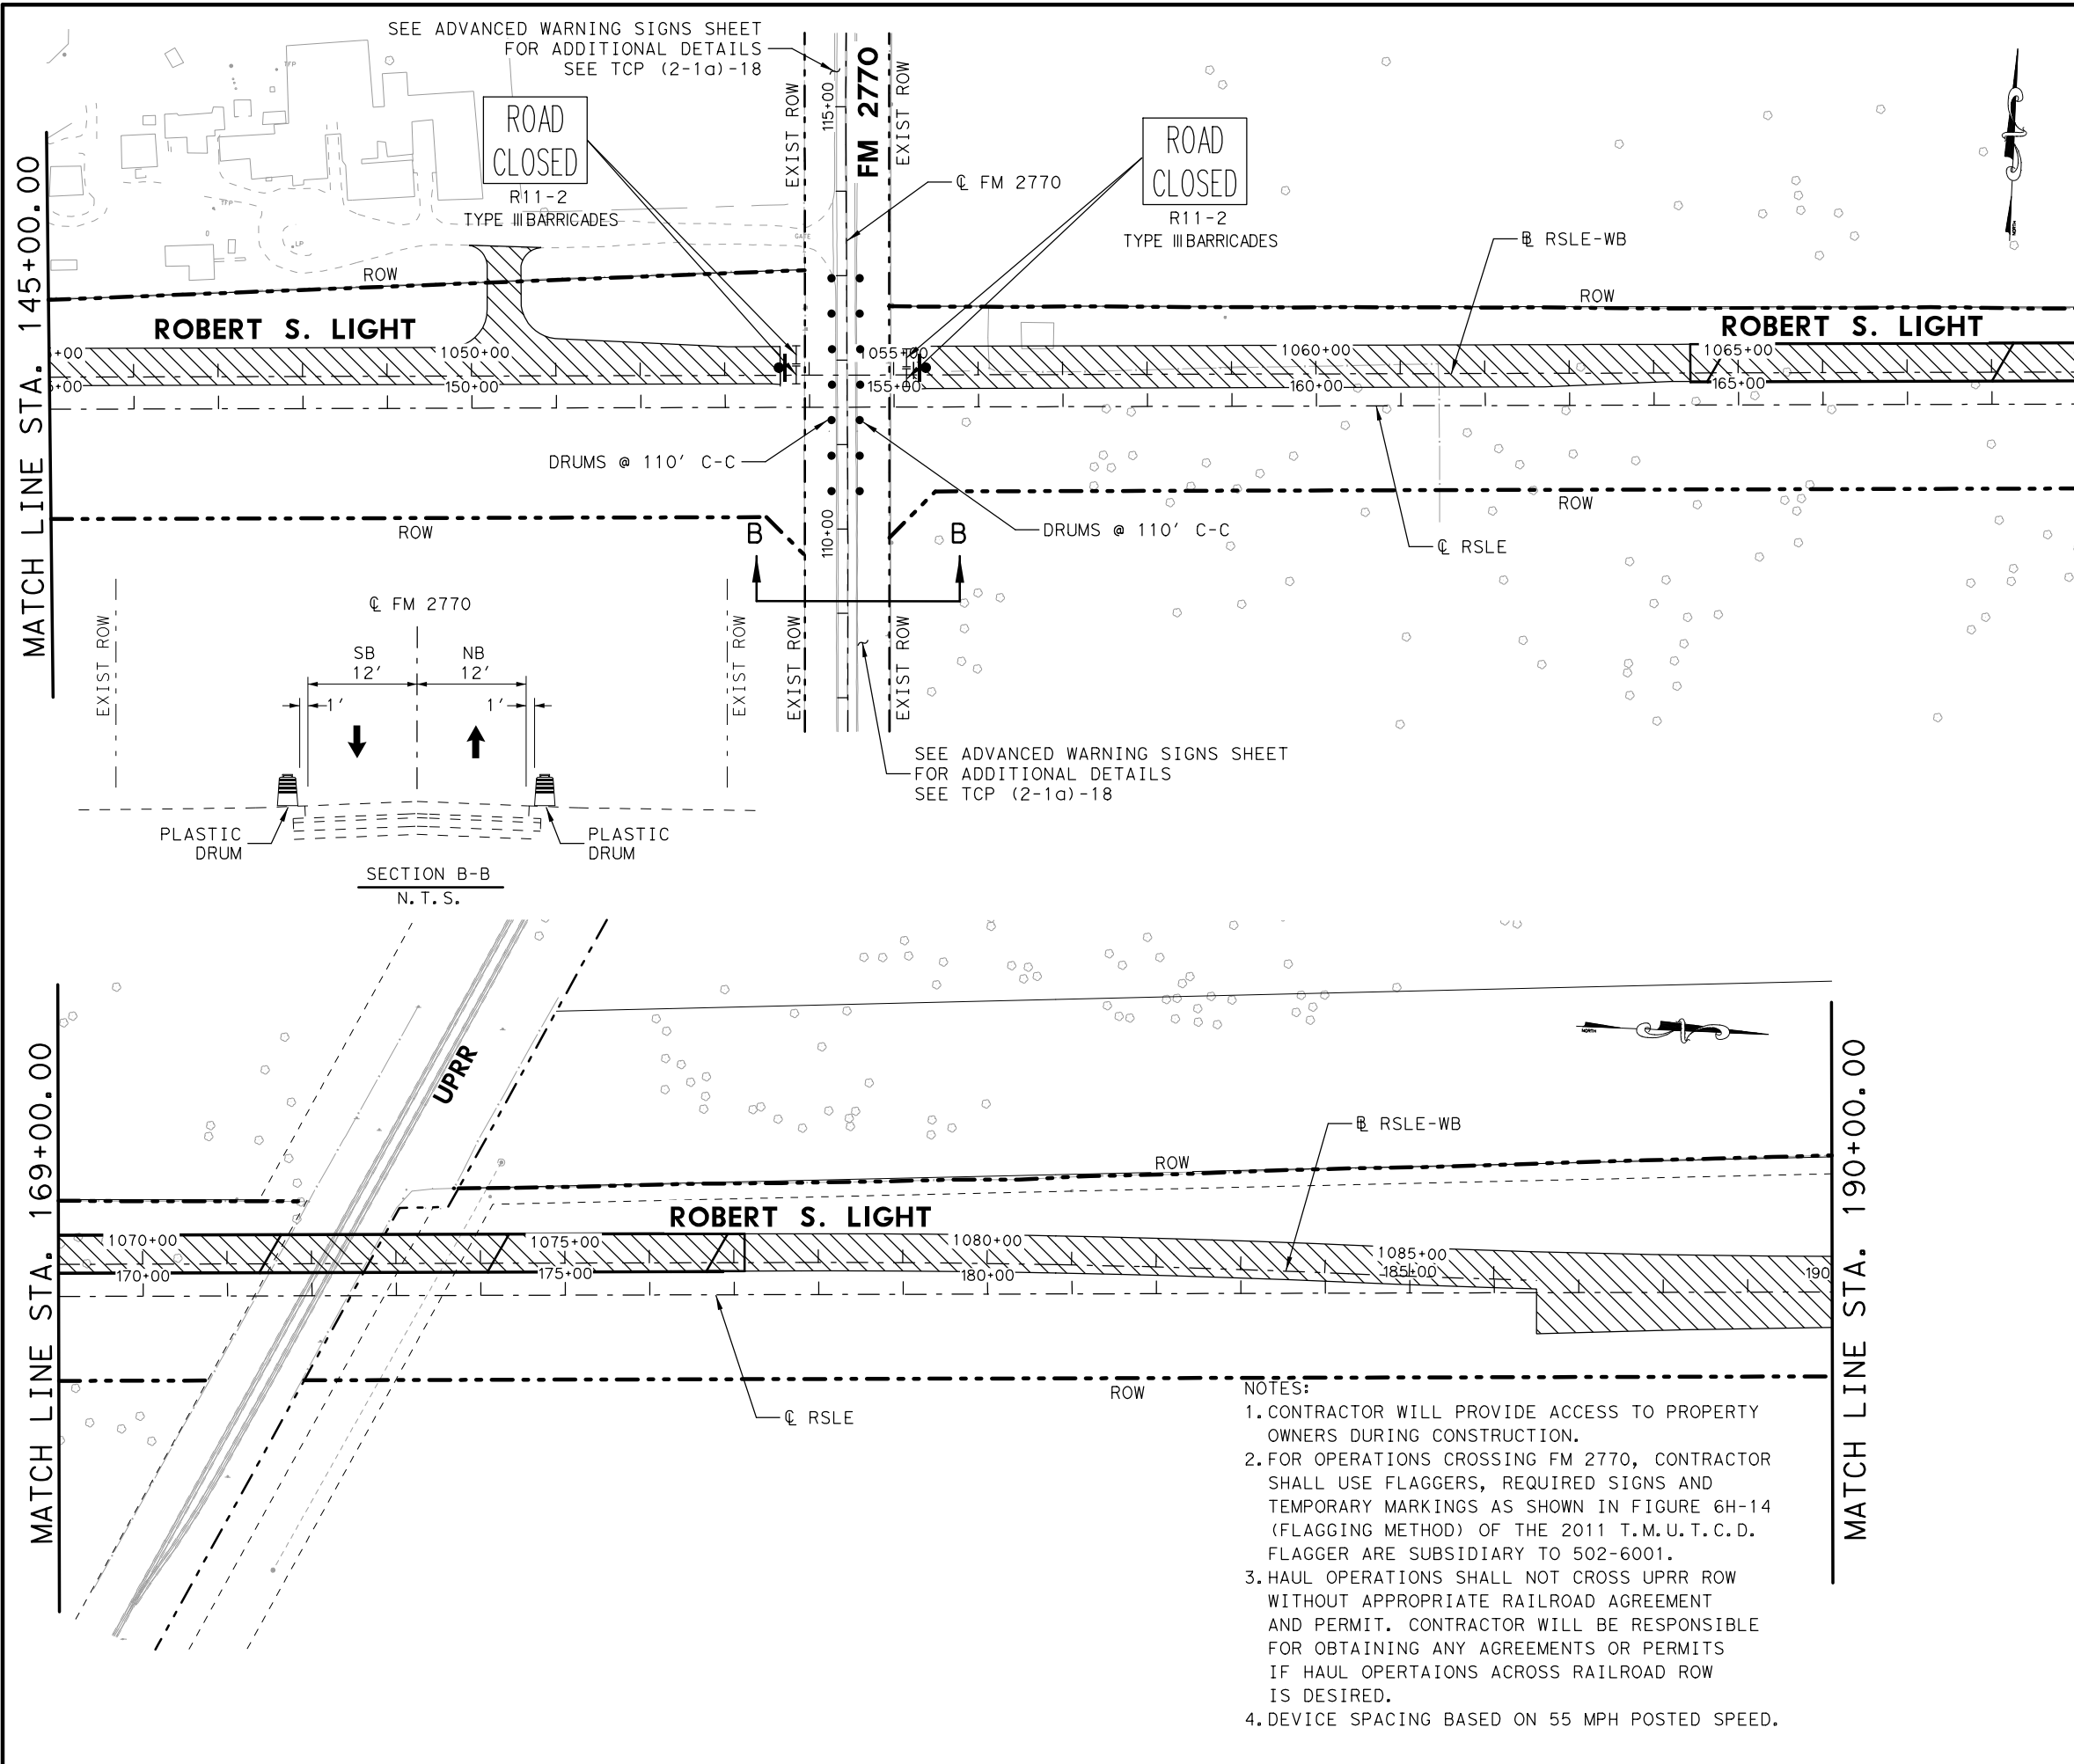 SEE ADVANCED WARNING SIGNS SHEET
FOR ADDITIONAL DETAILS
SEE TCP (2-1a)-18
ROAD
CLOSED
R11-2
TYPE III BARRICADES
EXIST ROW
115+00
FM 2770
EXIST ROW
℄ FM 2770
ROAD
CLOSED
R11-2
TYPE III BARRICADES
TFP
TFP
LP
GATE
NORTH
MATCH LINE STA. 145+00.00
ROW
ROBERT S. LIGHT
+00
1050+00
5+00
150+00
1055+00
155+00
1060+00
160+00
ROW
ROBERT S. LIGHT
1065+00
165+00
BL RSLE-WB
DRUMS @ 110' C-C
DRUMS @ 110' C-C
110+00
ROW
ROW
℄ RSLE
B
B
EXIST ROW
EXIST ROW
SEE ADVANCED WARNING SIGNS SHEET
FOR ADDITIONAL DETAILS
SEE TCP (2-1a)-18
℄ FM 2770
EXIST ROW
EXIST ROW
SB
12'
NB
12'
1'
1'
PLASTIC
DRUM
PLASTIC
DRUM
SECTION B-B
N.T.S.
MATCH LINE STA. 169+00.00
UPRR
NORTH
BL RSLE-WB
ROW
ROBERT S. LIGHT
1070+00
170+00
1075+00
175+00
1080+00
180+00
1085+00
185+00
190
℄ RSLE
ROW
MATCH LINE STA. 190+00.00
NOTES:
1. CONTRACTOR WILL PROVIDE ACCESS TO PROPERTY
OWNERS DURING CONSTRUCTION.
2. FOR OPERATIONS CROSSING FM 2770, CONTRACTOR
SHALL USE FLAGGERS, REQUIRED SIGNS AND
TEMPORARY MARKINGS AS SHOWN IN FIGURE 6H-14
(FLAGGING METHOD) OF THE 2011 T.M.U.T.C.D.
FLAGGER ARE SUBSIDIARY TO 502-6001.
3. HAUL OPERATIONS SHALL NOT CROSS UPRR ROW
WITHOUT APPROPRIATE RAILROAD AGREEMENT
AND PERMIT. CONTRACTOR WILL BE RESPONSIBLE
FOR OBTAINING ANY AGREEMENTS OR PERMITS
IF HAUL OPERTAIONS ACROSS RAILROAD ROW
IS DESIRED.
4. DEVICE SPACING BASED ON 55 MPH POSTED SPEED.